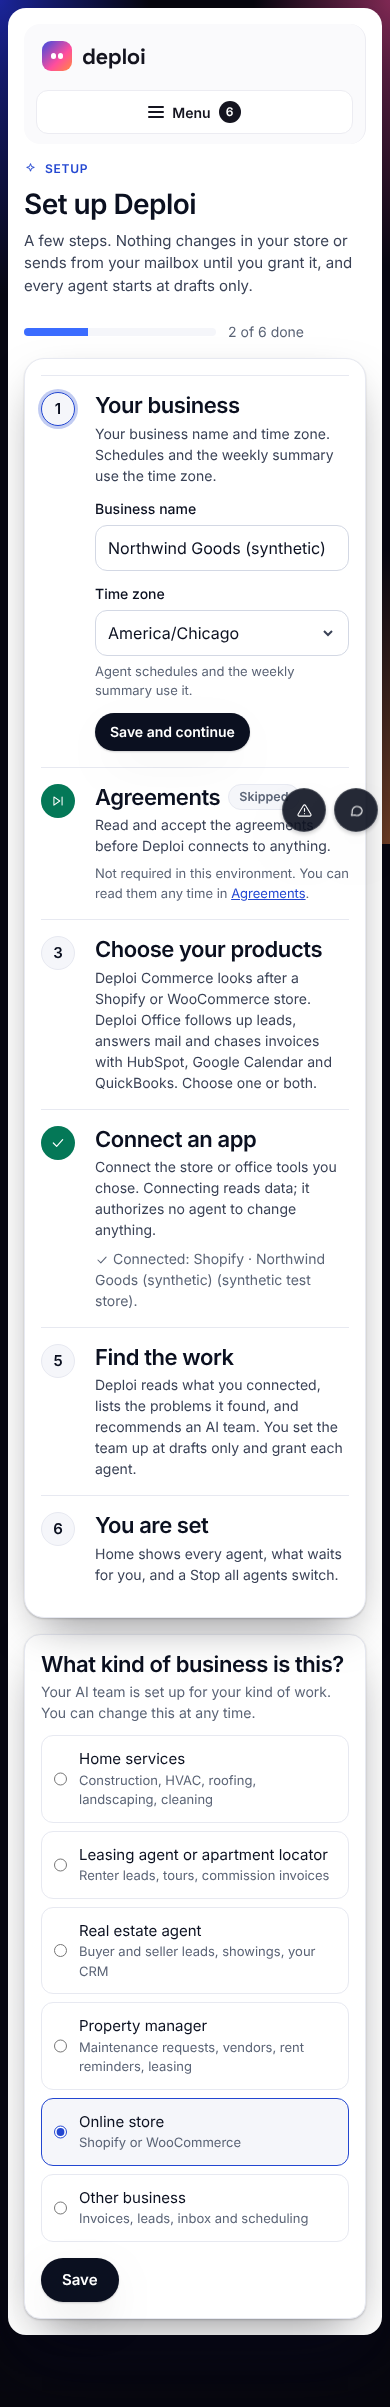 deploi
Menu 6
SETUP
Set up Deploi
A few steps. Nothing changes in your store or
sends from your mailbox until you grant it, and
every agent starts at drafts only.
2 of 6 done
1 Your business
Your business name and time zone.
Schedules and the weekly summary
use the time zone.
Business name
Northwind Goods (synthetic)
Time zone
America/Chicago
Agent schedules and the weekly
summary use it.
Save and continue
Agreements Skipped
Read and accept the agreements
before Deploi connects to anything.
Not required in this environment. You can
read them any time in Agreements.
3 Choose your products
Deploi Commerce looks after a
Shopify or WooCommerce store.
Deploi Office follows up leads,
answers mail and chases invoices
with HubSpot, Google Calendar and
QuickBooks. Choose one or both.
Connect an app
Connect the store or office tools you
chose. Connecting reads data; it
authorizes no agent to change
anything.
✓ Connected: Shopify · Northwind
Goods (synthetic) (synthetic test
store).
5 Find the work
Deploi reads what you connected,
lists the problems it found, and
recommends an AI team. You set the
team up at drafts only and grant each
agent.
6 You are set
Home shows every agent, what waits
for you, and a Stop all agents switch.
What kind of business is this?
Your AI team is set up for your kind of work.
You can change this at any time.
Home services
Construction, HVAC, roofing,
landscaping, cleaning
Leasing agent or apartment locator
Renter leads, tours, commission invoices
Real estate agent
Buyer and seller leads, showings, your
CRM
Property manager
Maintenance requests, vendors, rent
reminders, leasing
Online store
Shopify or WooCommerce
Other business
Invoices, leads, inbox and scheduling
Save